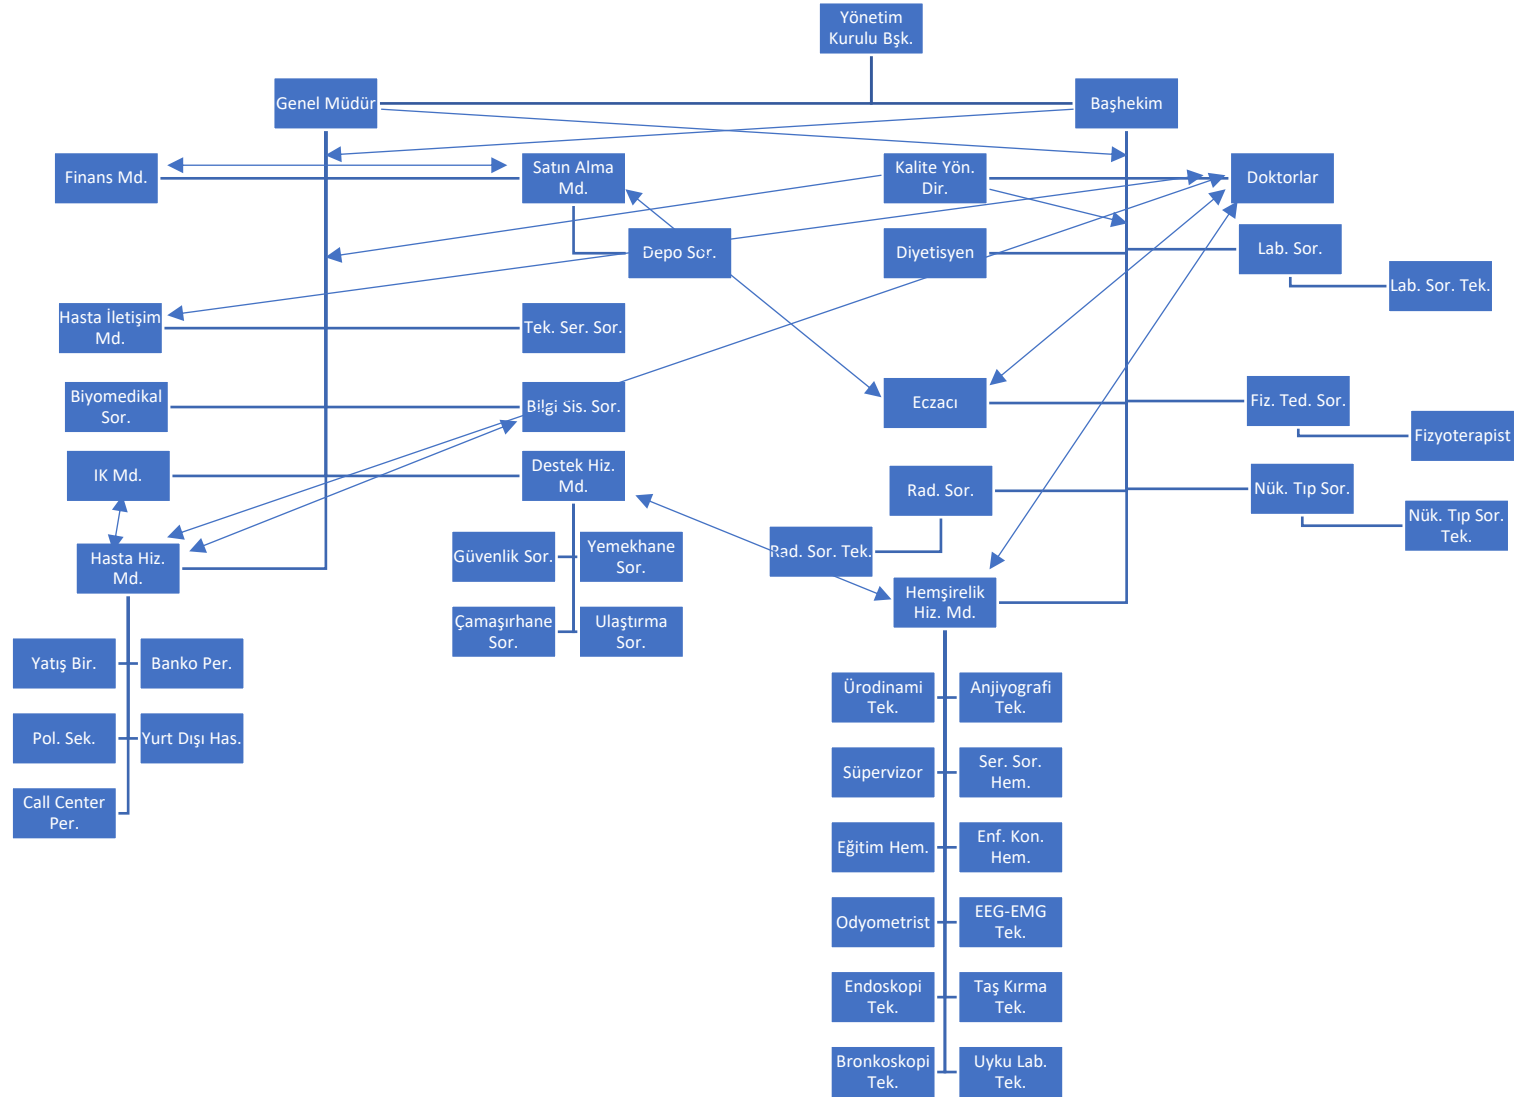 Yönetim
Kurulu Bşk.
Genel Müdür
Başhekim
Finans Md.
Satın Alma
Md.
Kalite Yön.
Dir.
Doktorlar
Depo Sor.
Diyetisyen
Lab. Sor.
Lab. Sor. Tek.
Hasta İletişim
Md.
Tek. Ser. Sor.
Biyomedikal
Sor.
Bilgi Sis. Sor.
Eczacı
Fiz. Ted. Sor.
Fizyoterapist
IK Md.
Destek Hiz.
Md.
Rad. Sor.
Nük. Tıp Sor.
Nük. Tıp Sor.
Tek.
Hasta Hiz.
Md.
Güvenlik Sor.
Yemekhane
Sor.
Rad. Sor. Tek.
Hemşirelik
Hiz. Md.
Çamaşırhane
Sor.
Ulaştırma
Sor.
Yatış Bir.
Banko Per.
Ürodinami
Tek.
Anjiyografi
Tek.
Pol. Sek.
Yurt Dışı Has.
Süpervizor
Ser. Sor.
Hem.
Call Center
Per.
Eğitim Hem.
Enf. Kon.
Hem.
Odyometrist
EEG-EMG
Tek.
Endoskopi
Tek.
Taş Kırma
Tek.
Bronkoskopi
Tek.
Uyku Lab.
Tek.